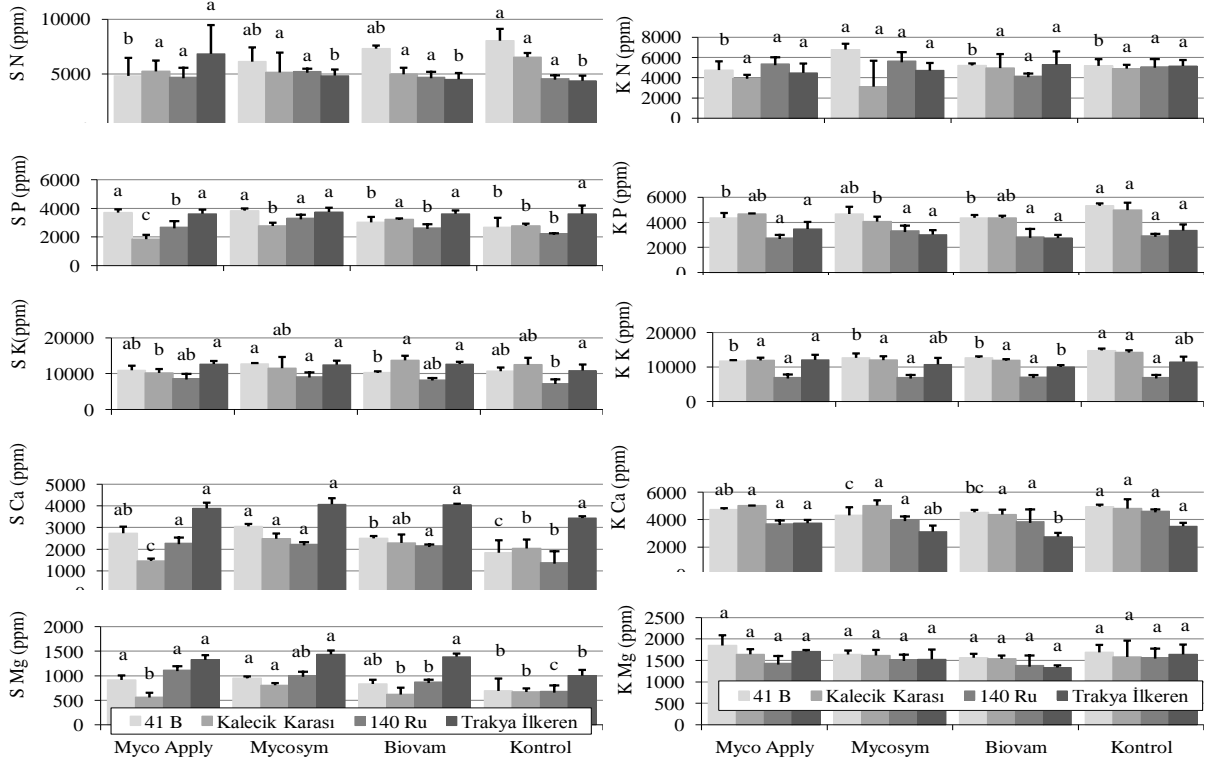 S N (ppm)
10000
5000
b a a a ab a a b ab a a b a a a b
S P (ppm)
6000
4000
2000
0
a c b a a b a a b a b a b b b a
S K(ppm)
20000
10000
0
ab b ab a a ab a a b a ab a ab ab b a
S Ca (ppm)
5000
4000
3000
2000
1000
ab c a a a a a a b ab a a c b b a
S Mg (ppm)
2000
1500
1000
500
0
a b a a a a a a ab b b a b b c b
41 B Kalecik Karası 140 Ru Trakya İlkeren
Myco Apply Mycosym Biovam Kontrol
K N (ppm)
8000
6000
4000
2000
0
b a a a a a a a b a a a b a a a
K P (ppm)
6000
4000
2000
0
b ab a a ab b a a b ab a a a a a a
K K (ppm)
20000
10000
0
b a a a b a a ab b a a b a a a ab
K Ca (ppm)
6000
4000
2000
0
ab a a a c a a ab bc a a b a a a a
K Mg (ppm)
2500
2000
1500
1000
500
0
a a a a a a a a a a a a a a a a
41 B Kalecik Karası 140 Ru Trakya İlkeren
Myco Apply Mycosym Biovam Kontrol